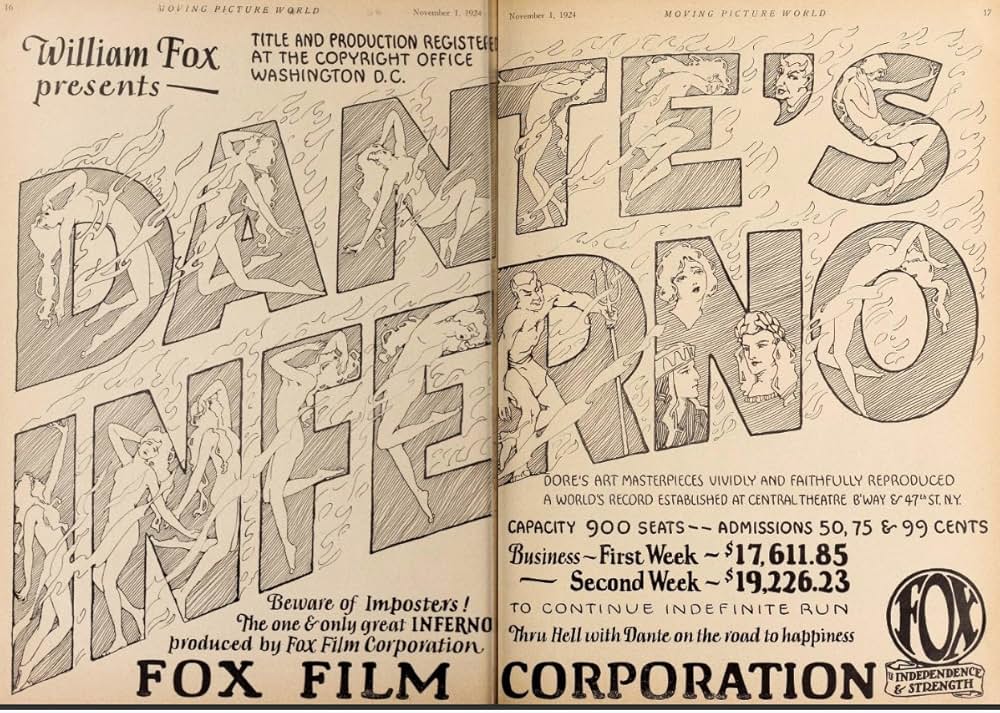 16
MOVING PICTURE WORLD
November 1, 1924
November 1, 1924
MOVING PICTURE WORLD
17
William Fox
presents —
TITLE AND PRODUCTION REGISTERED
AT THE COPYRIGHT OFFICE
WASHINGTON D.C.
DANTE'S
INFERNO
DORE'S ART MASTERPIECES VIVIDLY AND FAITHFULLY REPRODUCED
A WORLD'S RECORD ESTABLISHED AT CENTRAL THEATRE B'WAY & 47th ST. N.Y.
CAPACITY 900 SEATS -- ADMISSIONS 50, 75 & 99 CENTS
Business ~ First Week ~ $17,611.85
— Second Week ~ $19,226.23
TO CONTINUE INDEFINITE RUN
Thru Hell with Dante on the road to happiness
Beware of Imposters!
The one & only great INFERNO
produced by Fox Film Corporation
FOX FILM CORPORATION
FOX
INDEPENDENCE
& STRENGTH